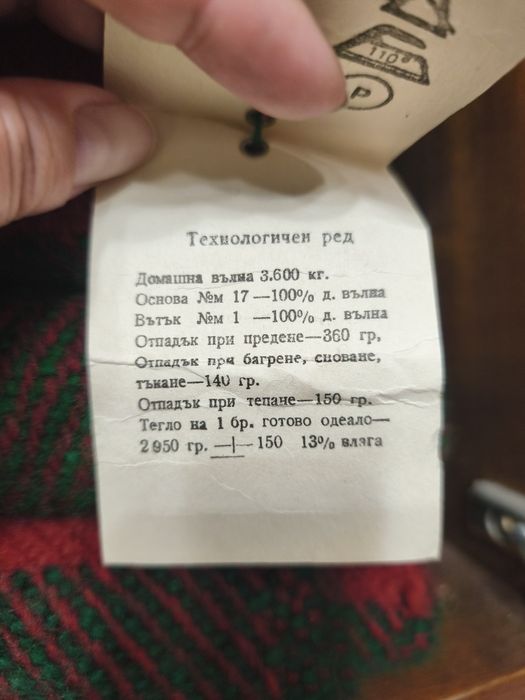 110°
P
Технологичен ред
Домашна вълна 3.600 кг.
Основа №м 17—100% д. вълна
Вътък №м 1—100% д. вълна
Отпадък при предене—360 гр,
Отпадък при багрене, сноване,
тъкане—140 гр.
Отпадък при тепане—150 гр.
Тегло на 1 бр. готово одеало—
2950 гр. —|— 150 13% влага